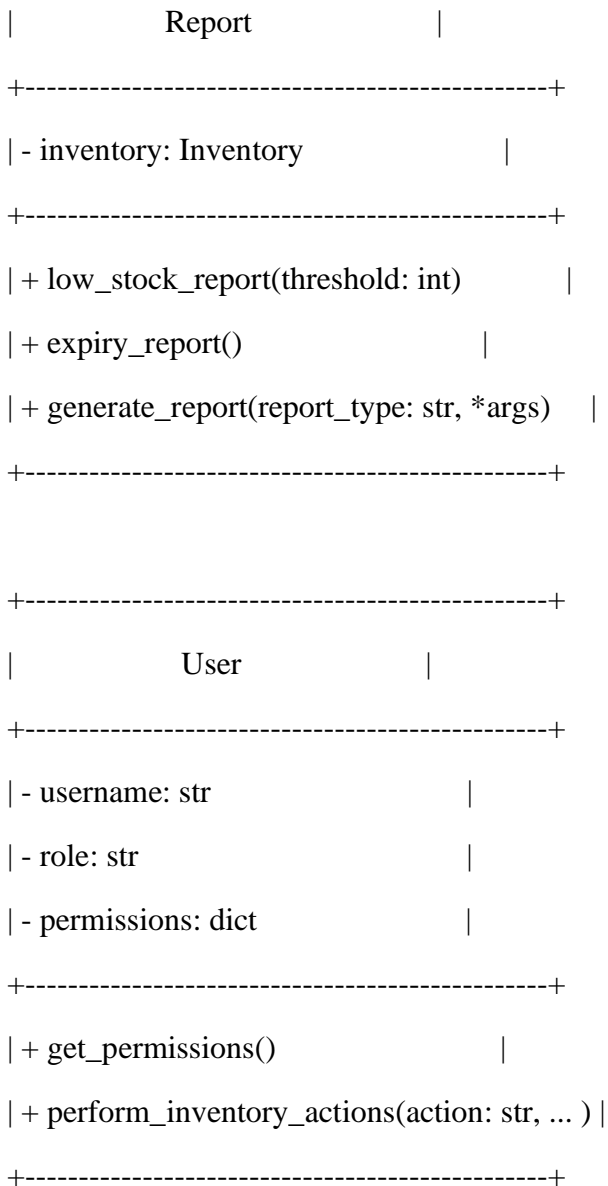 |                Report                    |
+-------------------------------------------------+
| - inventory: Inventory                   |
+-------------------------------------------------+
| + low_stock_report(threshold: int)          |
| + expiry_report()                       |
| + generate_report(report_type: str, *args)    |
+-------------------------------------------------+
+-------------------------------------------------+
|                 User                   |
+-------------------------------------------------+
| - username: str                         |
| - role: str                                |
| - permissions: dict                     |
+-------------------------------------------------+
| + get_permissions()                     |
| + perform_inventory_actions(action: str, ... ) |
+-------------------------------------------------+